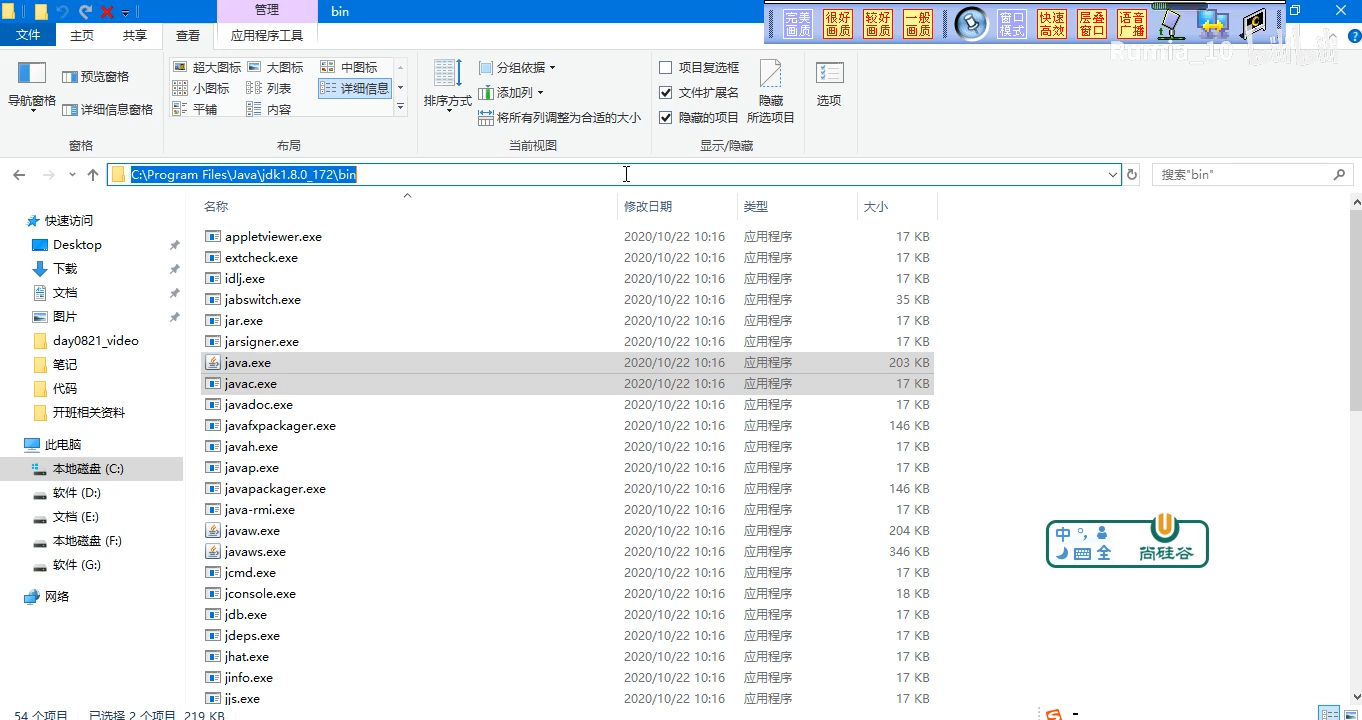 管理
bin
文件
主页
共享
查看
应用程序工具
完美画质
很好画质
较好画质
一般画质
窗口模式
快速高效
层叠窗口
语音广播
Rumia_10
导航窗格
预览窗格
详细信息窗格
窗格
超大图标
大图标
中图标
小图标
列表
详细信息
平铺
内容
布局
排序方式
分组依据
添加列
将所有列调整为合适的大小
当前视图
项目复选框
文件扩展名
隐藏的项目
隐藏
所选项目
显示/隐藏
选项
C:\Program Files\Java\jdk1.8.0_172\bin
搜索"bin"
快速访问
Desktop
下载
文档
图片
day0821_video
笔记
代码
开班相关资料
此电脑
本地磁盘 (C:)
软件 (D:)
文档 (E:)
本地磁盘 (F:)
软件 (G:)
网络
名称 修改日期 类型 大小
appletviewer.exe 2020/10/22 10:16 应用程序 17 KB
extcheck.exe 2020/10/22 10:16 应用程序 17 KB
idlj.exe 2020/10/22 10:16 应用程序 17 KB
jabswitch.exe 2020/10/22 10:16 应用程序 35 KB
jar.exe 2020/10/22 10:16 应用程序 17 KB
jarsigner.exe 2020/10/22 10:16 应用程序 17 KB
java.exe 2020/10/22 10:16 应用程序 203 KB
javac.exe 2020/10/22 10:16 应用程序 17 KB
javadoc.exe 2020/10/22 10:16 应用程序 17 KB
javafxpackager.exe 2020/10/22 10:16 应用程序 146 KB
javah.exe 2020/10/22 10:16 应用程序 17 KB
javap.exe 2020/10/22 10:16 应用程序 17 KB
javapackager.exe 2020/10/22 10:16 应用程序 146 KB
java-rmi.exe 2020/10/22 10:16 应用程序 17 KB
javaw.exe 2020/10/22 10:16 应用程序 204 KB
javaws.exe 2020/10/22 10:16 应用程序 346 KB
jcmd.exe 2020/10/22 10:16 应用程序 17 KB
jconsole.exe 2020/10/22 10:16 应用程序 18 KB
jdb.exe 2020/10/22 10:16 应用程序 17 KB
jdeps.exe 2020/10/22 10:16 应用程序 17 KB
jhat.exe 2020/10/22 10:16 应用程序 17 KB
jinfo.exe 2020/10/22 10:16 应用程序 17 KB
jjs.exe 2020/10/22 10:16 应用程序 17 KB
中
全
尚硅谷
54 个项目 已选择 2 个项目 219 KB